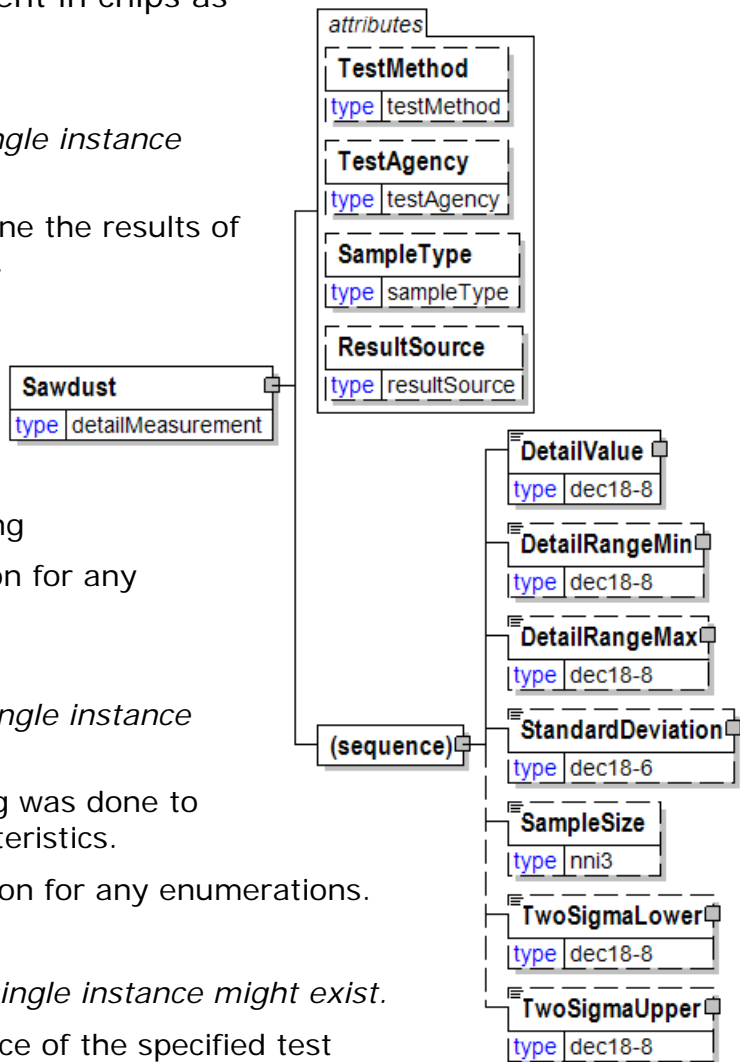 ent in chips as
ngle instance
ne the results of
ng
on for any
ngle instance
g was done to
teristics.
on for any enumerations.
single instance might exist.
ce of the specified test
attributes
TestMethod
type testMethod
TestAgency
type testAgency
SampleType
type sampleType
ResultSource
type resultSource
Sawdust
type detailMeasurement
(sequence)
DetailValue
type dec18-8
DetailRangeMin
type dec18-8
DetailRangeMax
type dec18-8
StandardDeviation
type dec18-6
SampleSize
type nni3
TwoSigmaLower
type dec18-8
TwoSigmaUpper
type dec18-8